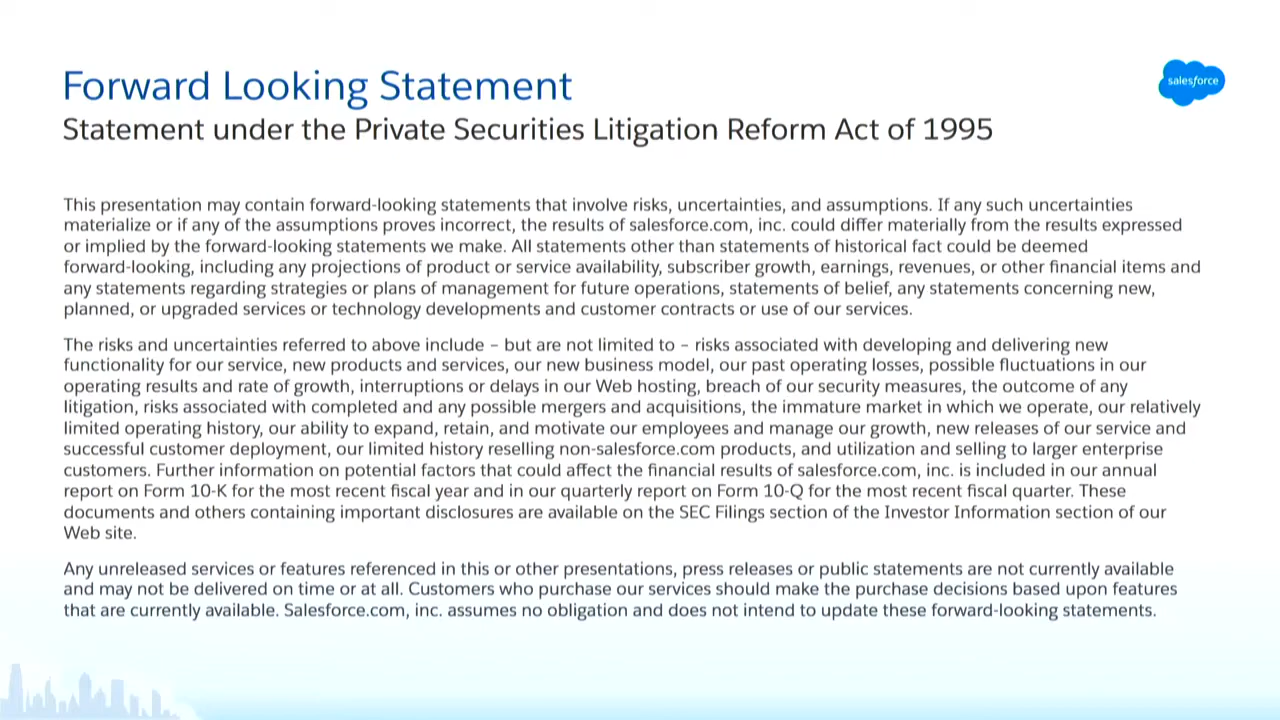 Forward Looking Statement
salesforce
Statement under the Private Securities Litigation Reform Act of 1995
This presentation may contain forward-looking statements that involve risks, uncertainties, and assumptions. If any such uncertainties
materialize or if any of the assumptions proves incorrect, the results of salesforce.com, inc. could differ materially from the results expressed
or implied by the forward-looking statements we make. All statements other than statements of historical fact could be deemed
forward-looking, including any projections of product or service availability, subscriber growth, earnings, revenues, or other financial items and
any statements regarding strategies or plans of management for future operations, statements of belief, any statements concerning new,
planned, or upgraded services or technology developments and customer contracts or use of our services.
The risks and uncertainties referred to above include – but are not limited to – risks associated with developing and delivering new
functionality for our service, new products and services, our new business model, our past operating losses, possible fluctuations in our
operating results and rate of growth, interruptions or delays in our Web hosting, breach of our security measures, the outcome of any
litigation, risks associated with completed and any possible mergers and acquisitions, the immature market in which we operate, our relatively
limited operating history, our ability to expand, retain, and motivate our employees and manage our growth, new releases of our service and
successful customer deployment, our limited history reselling non-salesforce.com products, and utilization and selling to larger enterprise
customers. Further information on potential factors that could affect the financial results of salesforce.com, inc. is included in our annual
report on Form 10-K for the most recent fiscal year and in our quarterly report on Form 10-Q for the most recent fiscal quarter. These
documents and others containing important disclosures are available on the SEC Filings section of the Investor Information section of our
Web site.
Any unreleased services or features referenced in this or other presentations, press releases or public statements are not currently available
and may not be delivered on time or at all. Customers who purchase our services should make the purchase decisions based upon features
that are currently available. Salesforce.com, inc. assumes no obligation and does not intend to update these forward-looking statements.